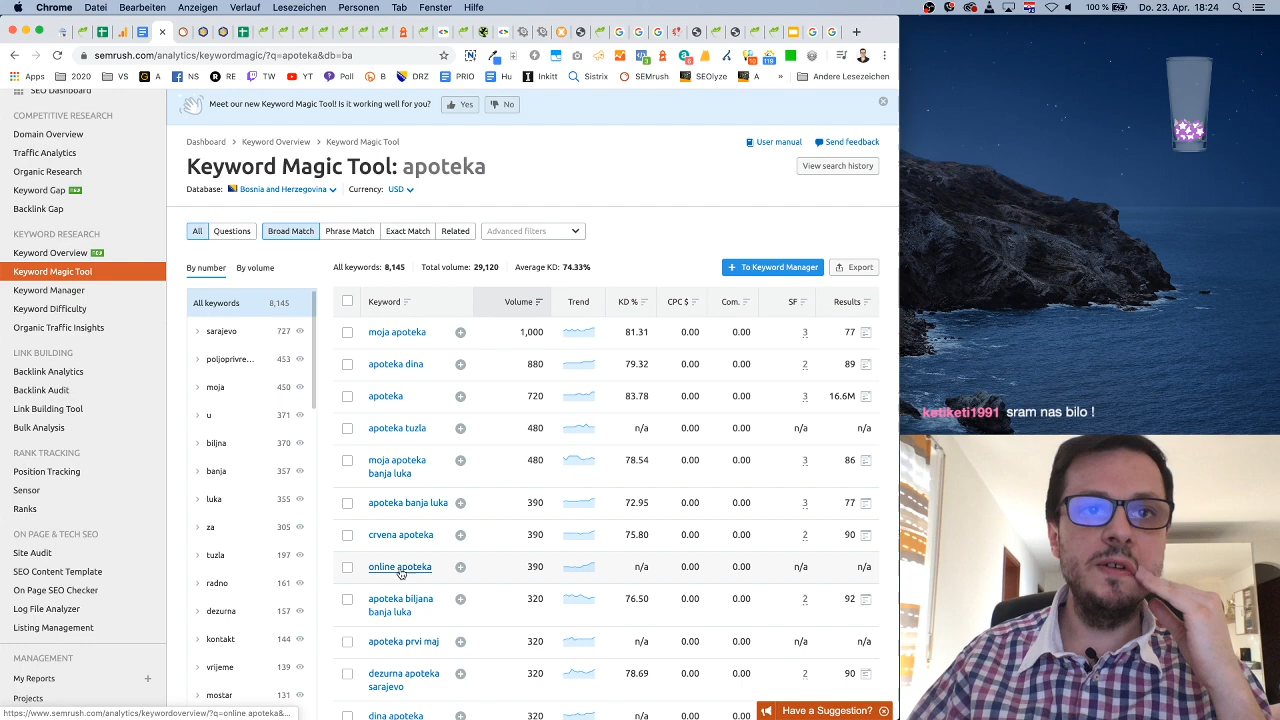 Chrome Datei Bearbeiten Anzeigen Verlauf Lesezeichen Personen Tab Fenster Hilfe
100 % Do. 23. Apr. 18:24
semrush.com/analytics/keywordmagic/?q=apoteka&db=ba
Apps 2020 VS A NS RE TW YT Poll B DRZ PRIO Hu Inkitt Sistrix SEMrush SEOlyze A » Andere Lesezeichen
SEO Dashboard
COMPETITIVE RESEARCH
Domain Overview
Traffic Analytics
Organic Research
Keyword Gap
Backlink Gap
KEYWORD RESEARCH
Keyword Overview
Keyword Magic Tool
Keyword Manager
Keyword Difficulty
Organic Traffic Insights
LINK BUILDING
Backlink Analytics
Backlink Audit
Link Building Tool
Bulk Analysis
RANK TRACKING
Position Tracking
Sensor
Ranks
ON PAGE & TECH SEO
Site Audit
SEO Content Template
On Page SEO Checker
Log File Analyzer
Listing Management
MANAGEMENT
My Reports +
Projects
https://www.semrush.com/analytics/keywordoverview/?q=online apoteka&...
Meet our new Keyword Magic Tool! Is it working well for you? Yes No
Dashboard > Keyword Overview > Keyword Magic Tool
User manual Send feedback
Keyword Magic Tool: apoteka
View search history
Database: Bosnia and Herzegovina Currency: USD
All Questions Broad Match Phrase Match Exact Match Related Advanced filters
By number By volume
All keywords: 8,145 Total volume: 29,120 Average KD: 74.33%
+ To Keyword Manager Export
All keywords 8,145
sarajevo 727
poljoprivre... 453
moja 450
u 371
biljna 370
banja 357
luka 355
za 305
tuzla 197
radno 161
dezurna 157
kontakt 144
vrijeme 139
mostar 131
Keyword Volume Trend KD % CPC $ Com. SF Results
moja apoteka 1,000 81.31 0.00 0.00 3 77
apoteka dina 880 79.32 0.00 0.00 2 89
apoteka 720 83.78 0.00 0.00 3 16.6M
apoteka tuzla 480 n/a 0.00 0.00 n/a n/a
moja apoteka banja luka 480 78.54 0.00 0.00 3 86
apoteka banja luka 390 72.95 0.00 0.00 3 77
crvena apoteka 390 75.80 0.00 0.00 2 90
online apoteka 390 n/a 0.00 0.00 n/a n/a
apoteka biljana banja luka 320 76.50 0.00 0.00 2 92
apoteka prvi maj 320 n/a 0.00 0.00 n/a n/a
dezurna apoteka sarajevo 320 78.69 0.00 0.00 2 90
dina apoteka 320 n/a 0.00 0.00 n/a n/a
Have a Suggestion?
ketiketi1991 sram nas bilo !